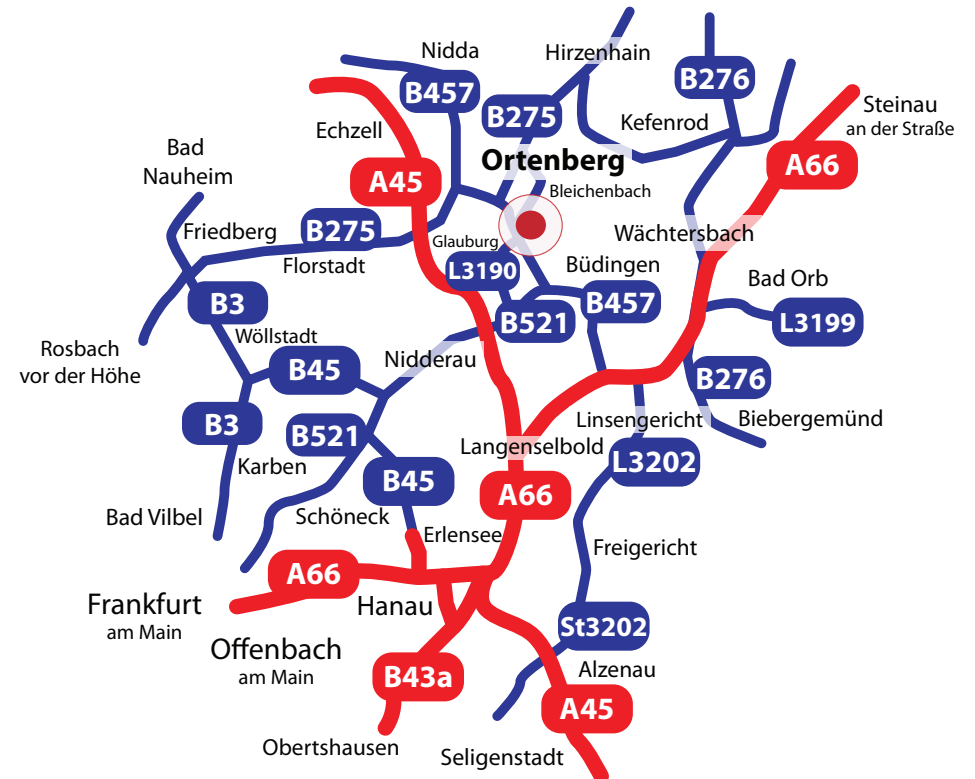 Nidda
Hirzenhain
B276
B457
B275
Steinau
an der Straße
Echzell
Kefenrod
Bad
Nauheim
Ortenberg
A66
A45
Bleichenbach
Friedberg
B275
Wächtersbach
Florstadt
Glauburg
L3190
Büdingen
Bad Orb
B3
B457
B521
L3199
Rosbach
vor der Höhe
Wöllstadt
Nidderau
B45
B276
B3
B521
Linsengericht
Biebergemünd
Langenselbold
Karben
L3202
B45
A66
Bad Vilbel
Schöneck
Erlensee
Freigericht
A66
Frankfurt
am Main
Hanau
St3202
Offenbach
am Main
B43a
Alzenau
A45
Obertshausen
Seligenstadt